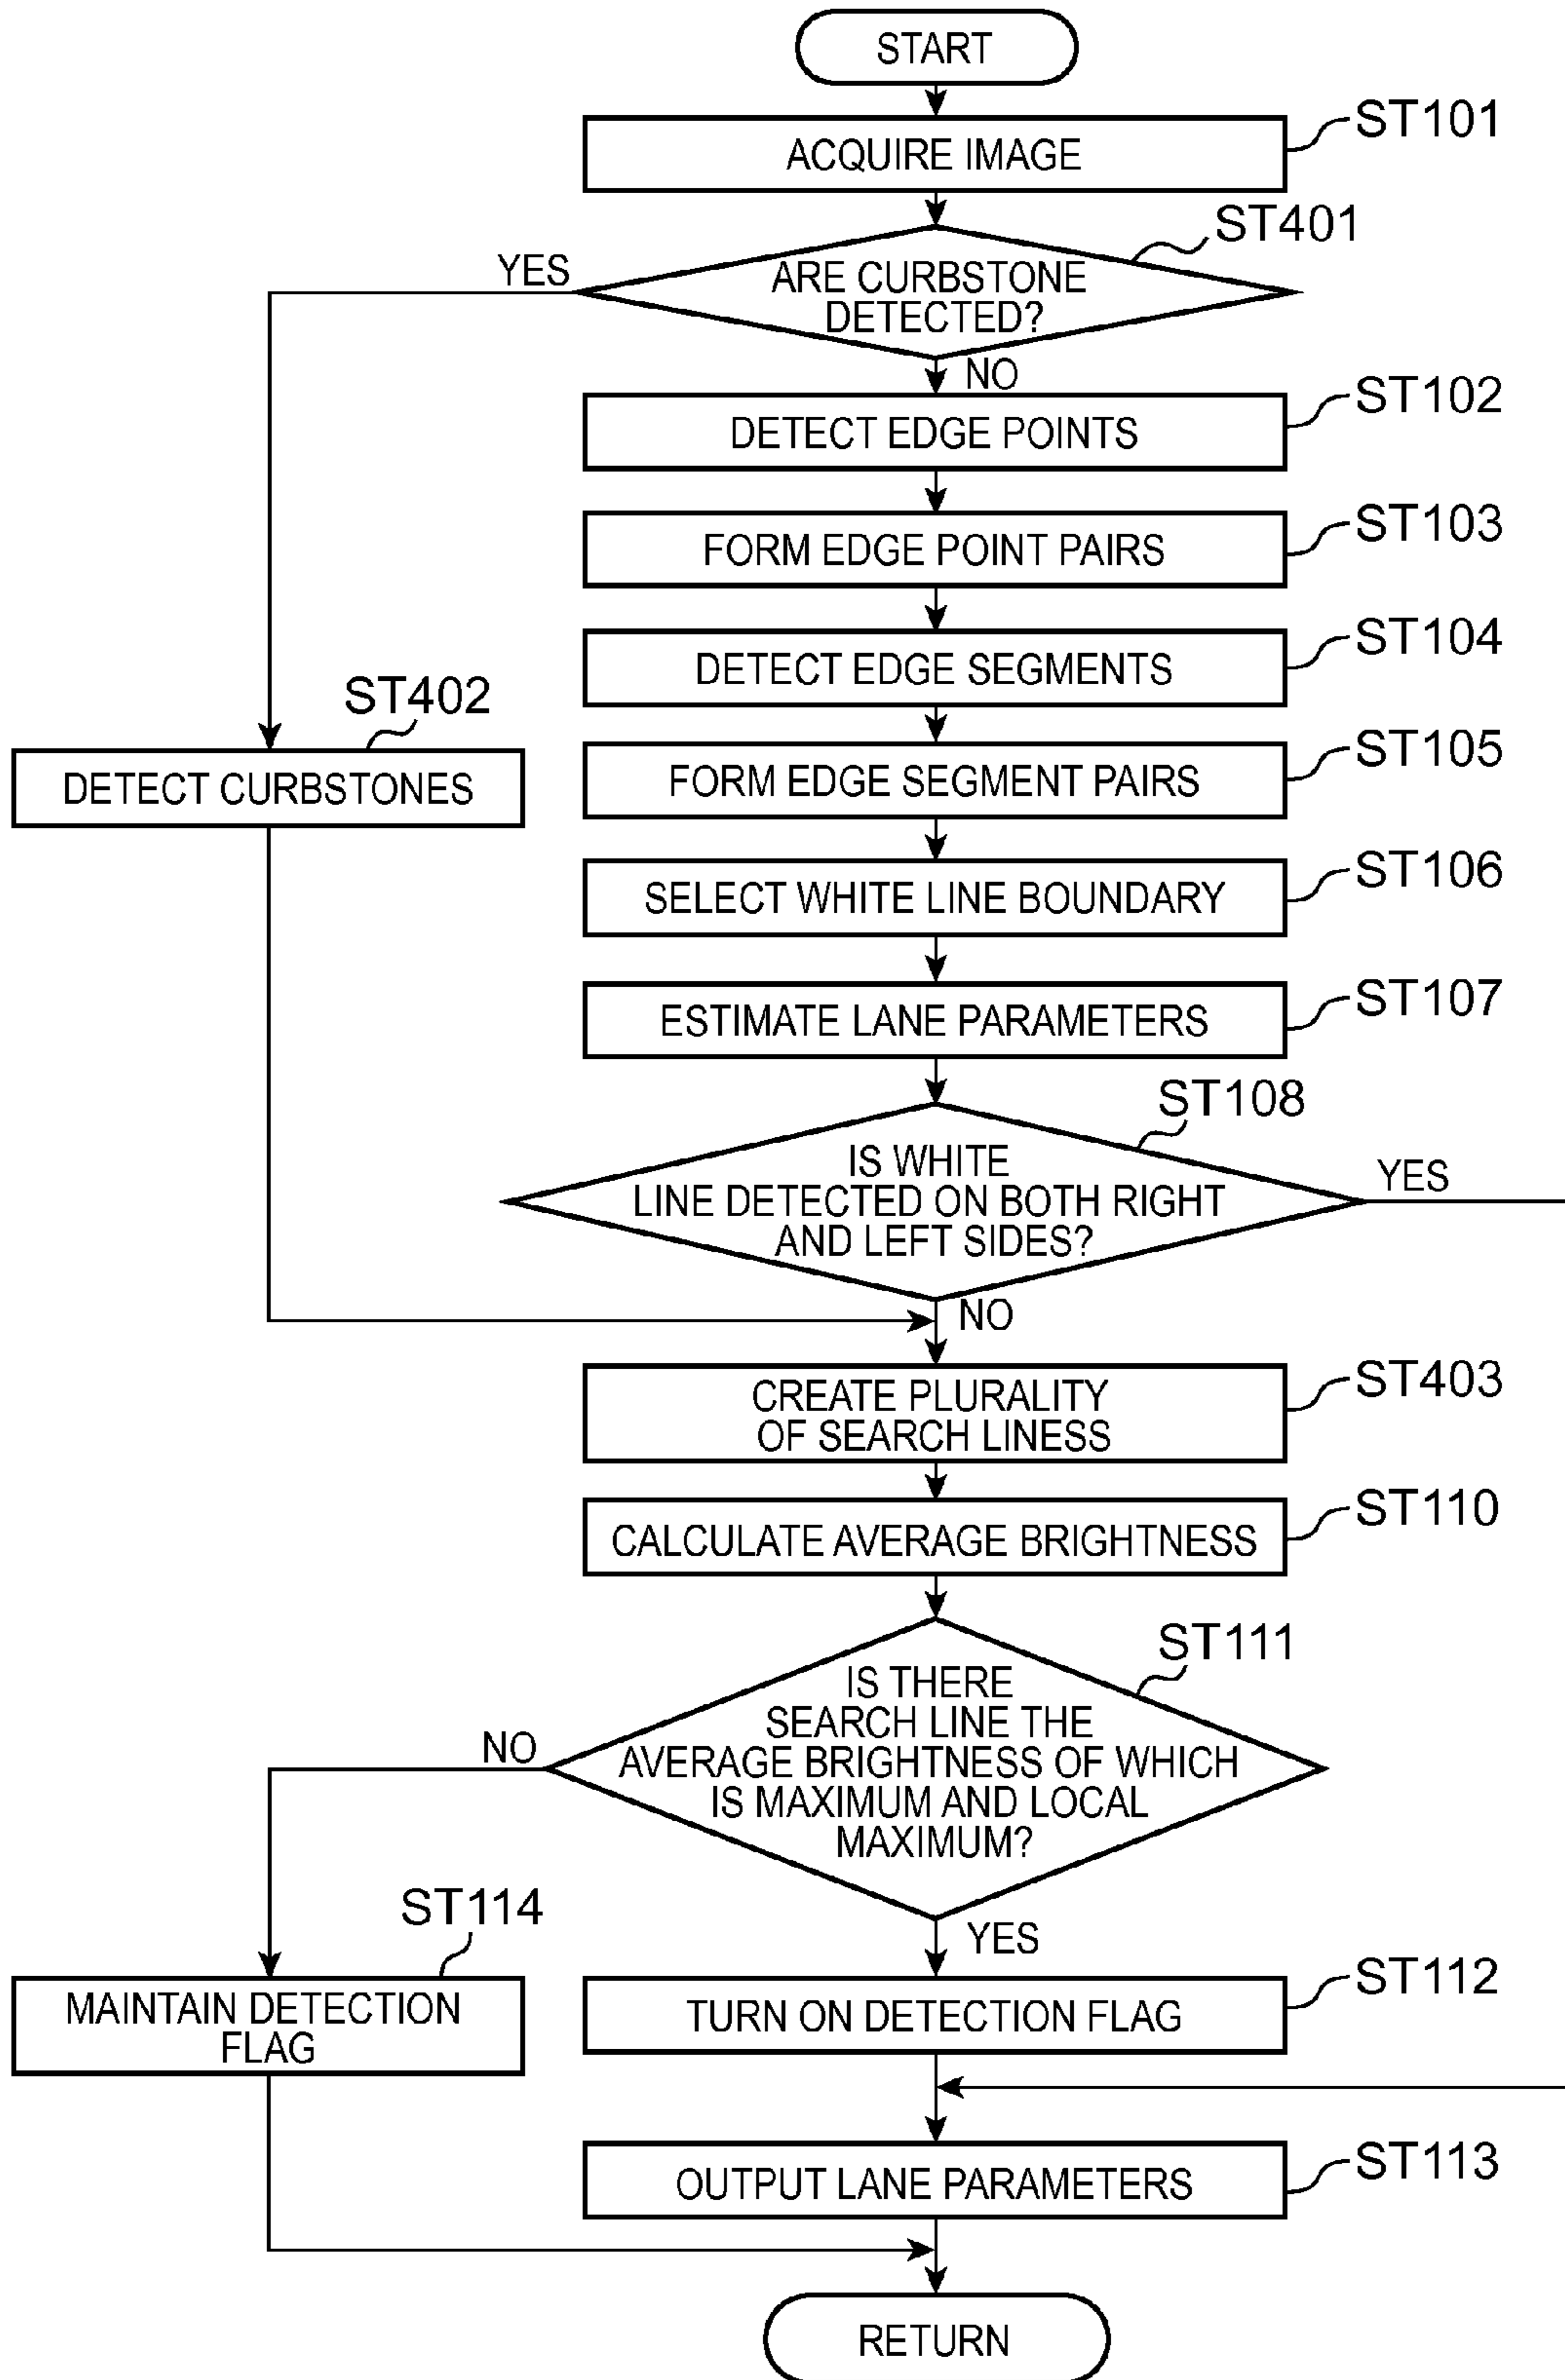 START
ACQUIRE IMAGE
ST101
ST401
YES
ARE CURBSTONE
DETECTED?
NO
DETECT EDGE POINTS
ST102
FORM EDGE POINT PAIRS
ST103
DETECT EDGE SEGMENTS
ST104
ST402
DETECT CURBSTONES
FORM EDGE SEGMENT PAIRS
ST105
SELECT WHITE LINE BOUNDARY
ST106
ESTIMATE LANE PARAMETERS
ST107
ST108
IS WHITE
LINE DETECTED ON BOTH RIGHT
AND LEFT SIDES?
YES
NO
CREATE PLURALITY
OF SEARCH LINESS
ST403
CALCULATE AVERAGE BRIGHTNESS
ST110
ST111
IS THERE
SEARCH LINE THE
AVERAGE BRIGHTNESS OF WHICH
IS MAXIMUM AND LOCAL
MAXIMUM?
NO
YES
ST114
MAINTAIN DETECTION
FLAG
TURN ON DETECTION FLAG
ST112
OUTPUT LANE PARAMETERS
ST113
RETURN